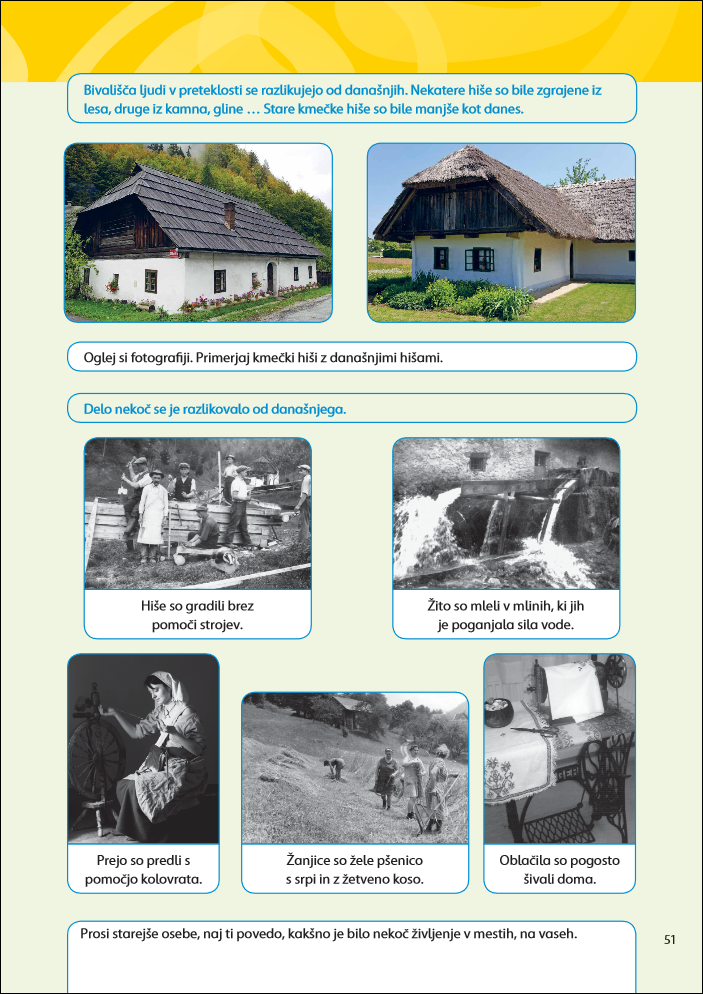 Bivališča ljudi v preteklosti se razlikujejo od današnjih. Nekatere hiše so bile zgrajene iz
lesa, druge iz kamna, gline … Stare kmečke hiše so bile manjše kot danes.
Oglej si fotografiji. Primerjaj kmečki hiši z današnjimi hišami.
Delo nekoč se je razlikovalo od današnjega.
Hiše so gradili brez
pomoči strojev.
Žito so mleli v mlinih, ki jih
je poganjala sila vode.
Prejo so predli s
pomočjo kolovrata.
Žanjice so žele pšenico
s srpi in z žetveno koso.
Oblačila so pogosto
šivali doma.
Prosi starejše osebe, naj ti povedo, kakšno je bilo nekoč življenje v mestih, na vaseh.
51